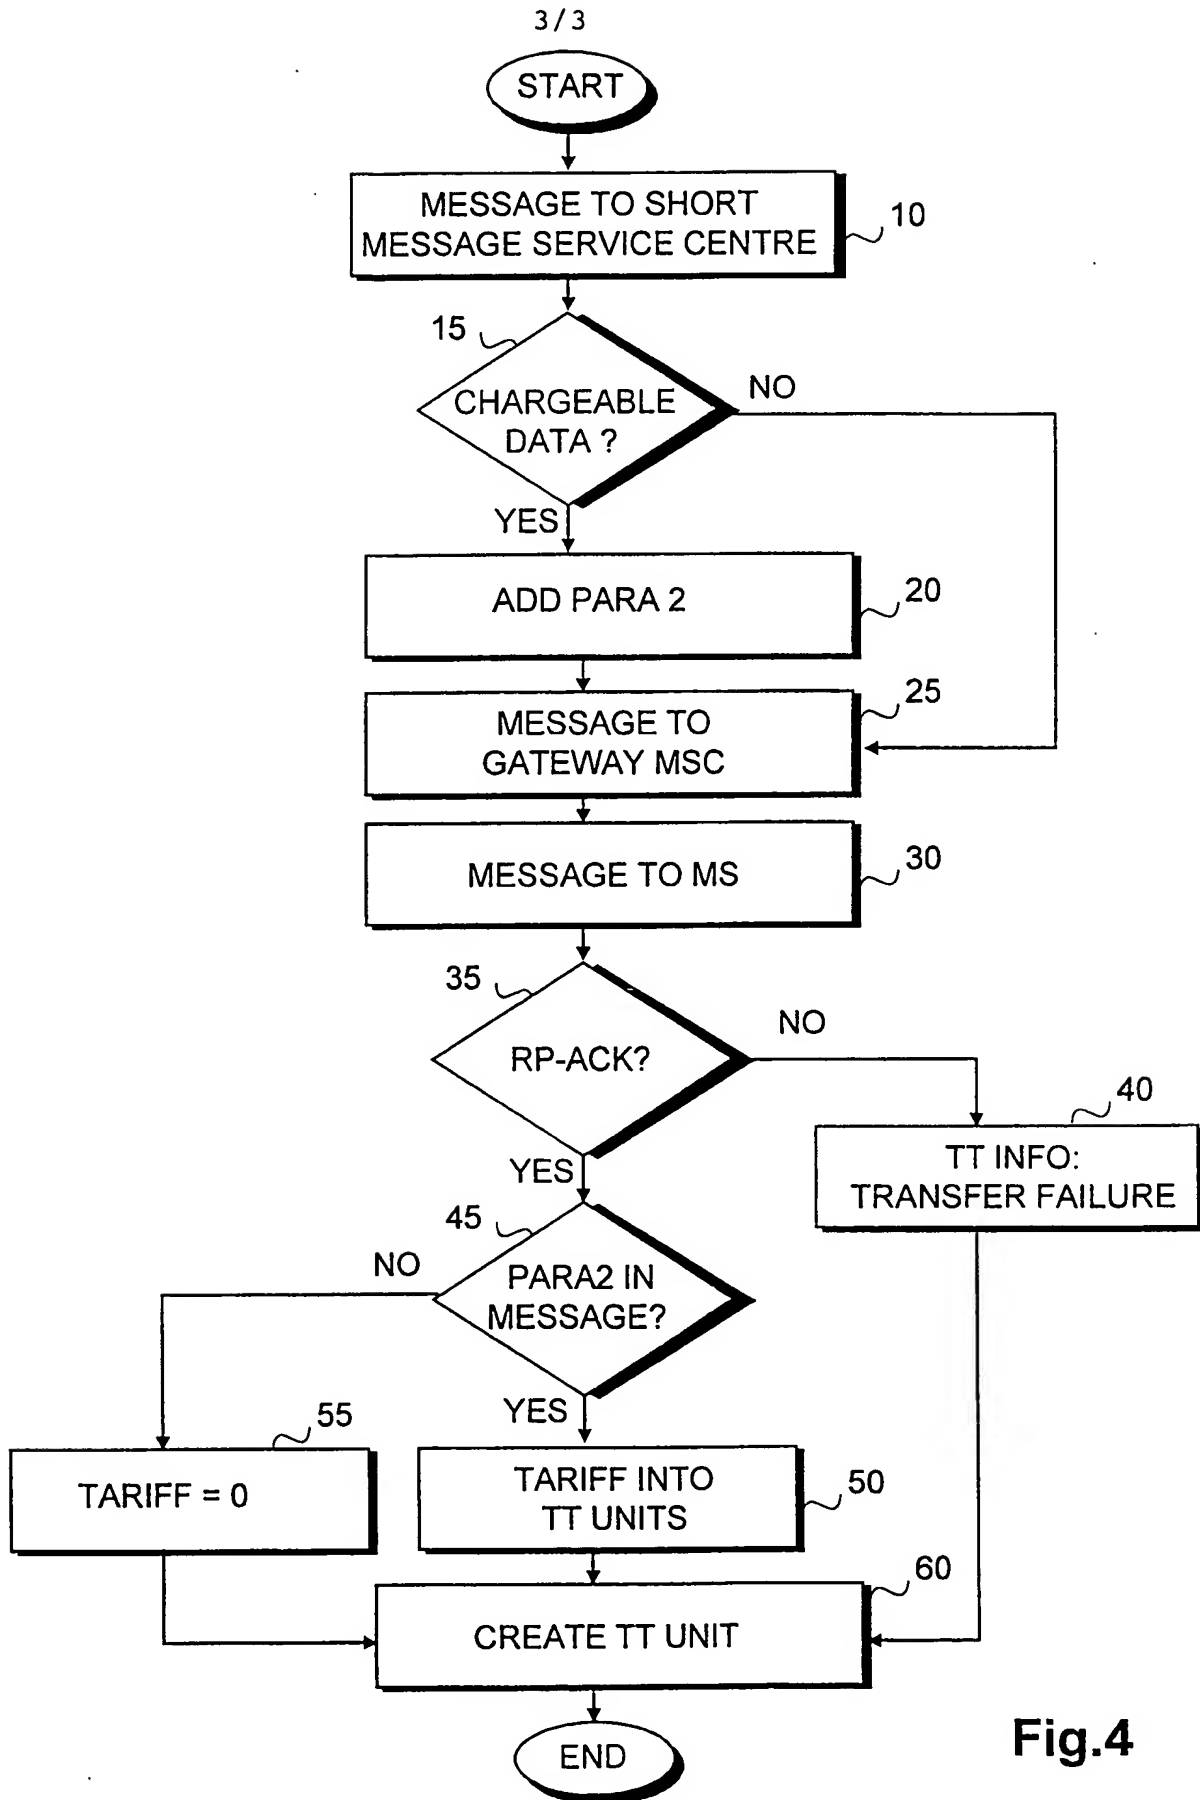 3/3
START
MESSAGE TO SHORT
MESSAGE SERVICE CENTRE
10
15
CHARGEABLE
DATA ?
NO
YES
ADD PARA 2
20
MESSAGE TO
GATEWAY MSC
25
MESSAGE TO MS
30
35
RP-ACK?
NO
YES
40
TT INFO:
TRANSFER FAILURE
45
PARA2 IN
MESSAGE?
NO
YES
55
TARIFF = 0
TARIFF INTO
TT UNITS
50
60
CREATE TT UNIT
END
Fig.4